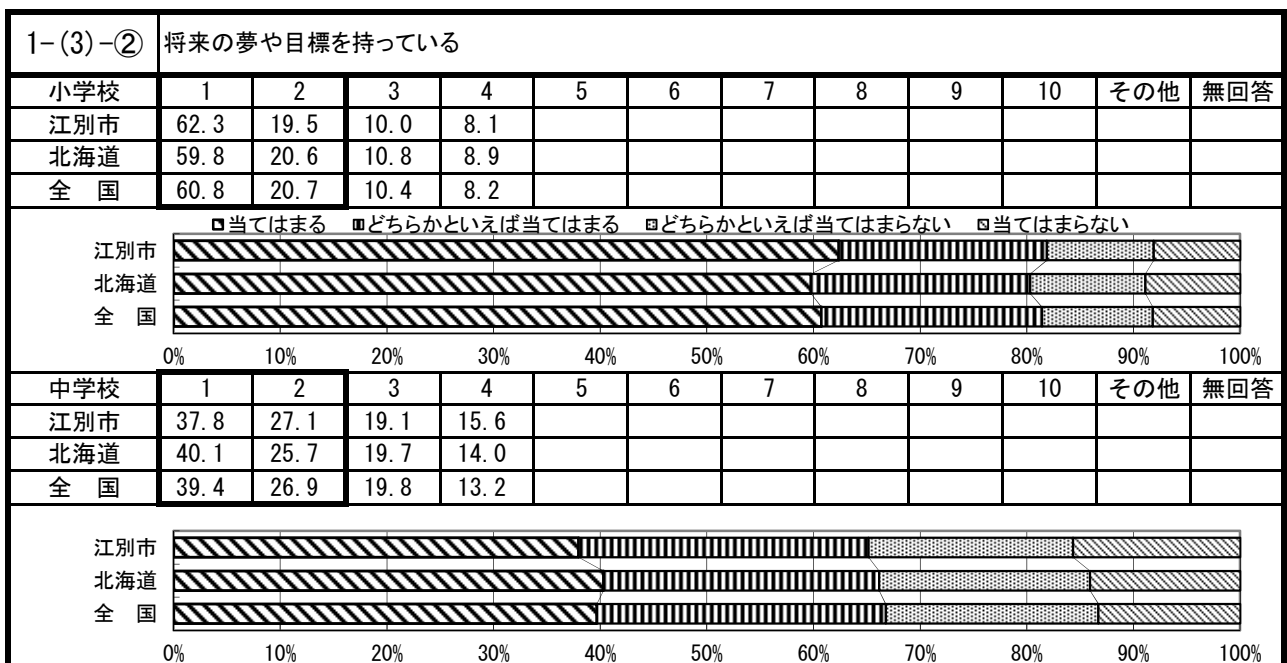 1-(3)-② 将来の夢や目標を持っている
小学校 1 2 3 4 5 6 7 8 9 10 その他 無回答
江別市 62.3 19.5 10.0 8.1
北海道 59.8 20.6 10.8 8.9
全 国 60.8 20.7 10.4 8.2
当てはまる どちらかといえば当てはまる どちらかといえば当てはまらない 当てはまらない
江別市
北海道
全 国
0% 10% 20% 30% 40% 50% 60% 70% 80% 90% 100%
中学校 1 2 3 4 5 6 7 8 9 10 その他 無回答
江別市 37.8 27.1 19.1 15.6
北海道 40.1 25.7 19.7 14.0
全 国 39.4 26.9 19.8 13.2
江別市
北海道
全 国
0% 10% 20% 30% 40% 50% 60% 70% 80% 90% 100%